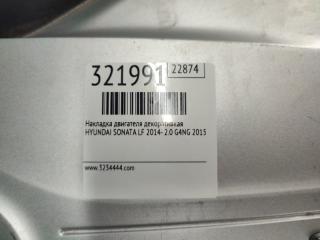 321991 22874
Накладка двигателя декоративная
HYUNDAI SONATA LF 2014- 2.0 G4NG 2015
www.3234444.com